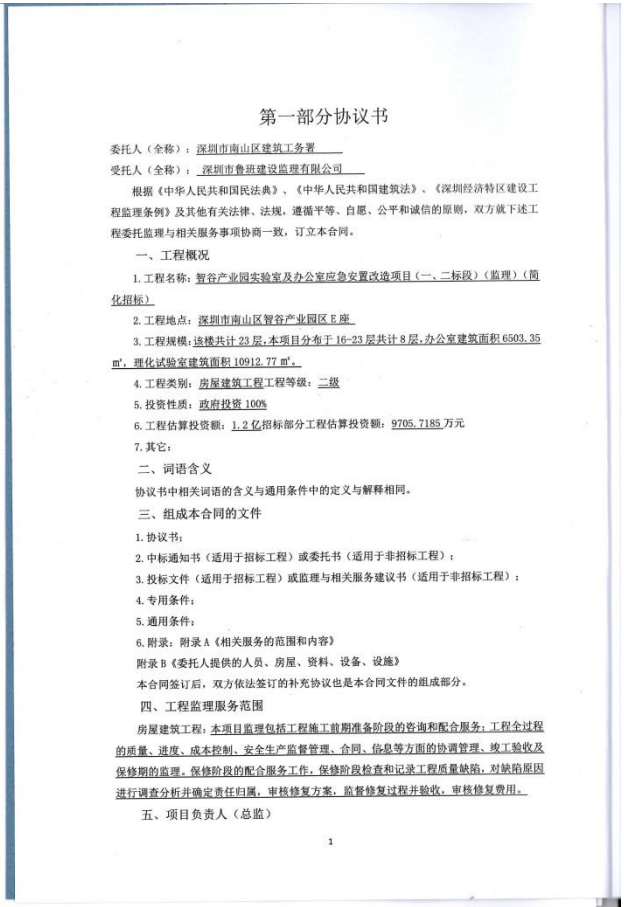 第一部分协议书
委托人（全称）：深圳市南山区建筑工务署
受托人（全称）：深圳市鲁班建设监理有限公司
根据《中华人民共和国民法典》、《中华人民共和国建筑法》、《深圳经济特区建设工
程监理条例》及其他有关法律、法规，遵循平等、自愿、公平和诚信的原则，双方就下述工
程委托监理与相关服务事项协商一致，订立本合同。
一、工程概况
1.工程名称：智谷产业园实验室及办公室应急安置改造项目（一、二标段）（监理）（简
化招标）
2.工程地点：深圳市南山区智谷产业园区E座
3.工程规模：该楼共计23层，本项目分布于16-23层共计8层，办公室建筑面积6503.35
㎡，理化试验室建筑面积10912.77㎡。
4.工程类别：房屋建筑工程工程等级：二级
5.投资性质：政府投资100%
6.工程估算投资额：1.2亿招标部分工程估算投资额：9705.7185万元
7.其它：
二、词语含义
协议书中相关词语的含义与通用条件中的定义与解释相同。
三、组成本合同的文件
1.协议书；
2.中标通知书（适用于招标工程）或委托书（适用于非招标工程）；
3.投标文件（适用于招标工程）或监理与相关服务建议书（适用于非招标工程）；
4.专用条件；
5.通用条件；
6.附录：附录A《相关服务的范围和内容》
附录B《委托人提供的人员、房屋、资料、设备、设施》
本合同签订后，双方依法签订的补充协议也是本合同文件的组成部分。
四、工程监理服务范围
房屋建筑工程：本项目监理包括工程施工前期准备阶段的咨询和配合服务；工程全过程
的质量、进度、成本控制、安全生产监督管理、合同、信息等方面的协调管理、竣工验收及
保修期的监理。保修阶段的配合服务工作，保修阶段检查和记录工程质量缺陷，对缺陷原因
进行调查分析并确定责任归属，审核修复方案，监督修复过程并验收，审核修复费用。
五、项目负责人（总监）
1